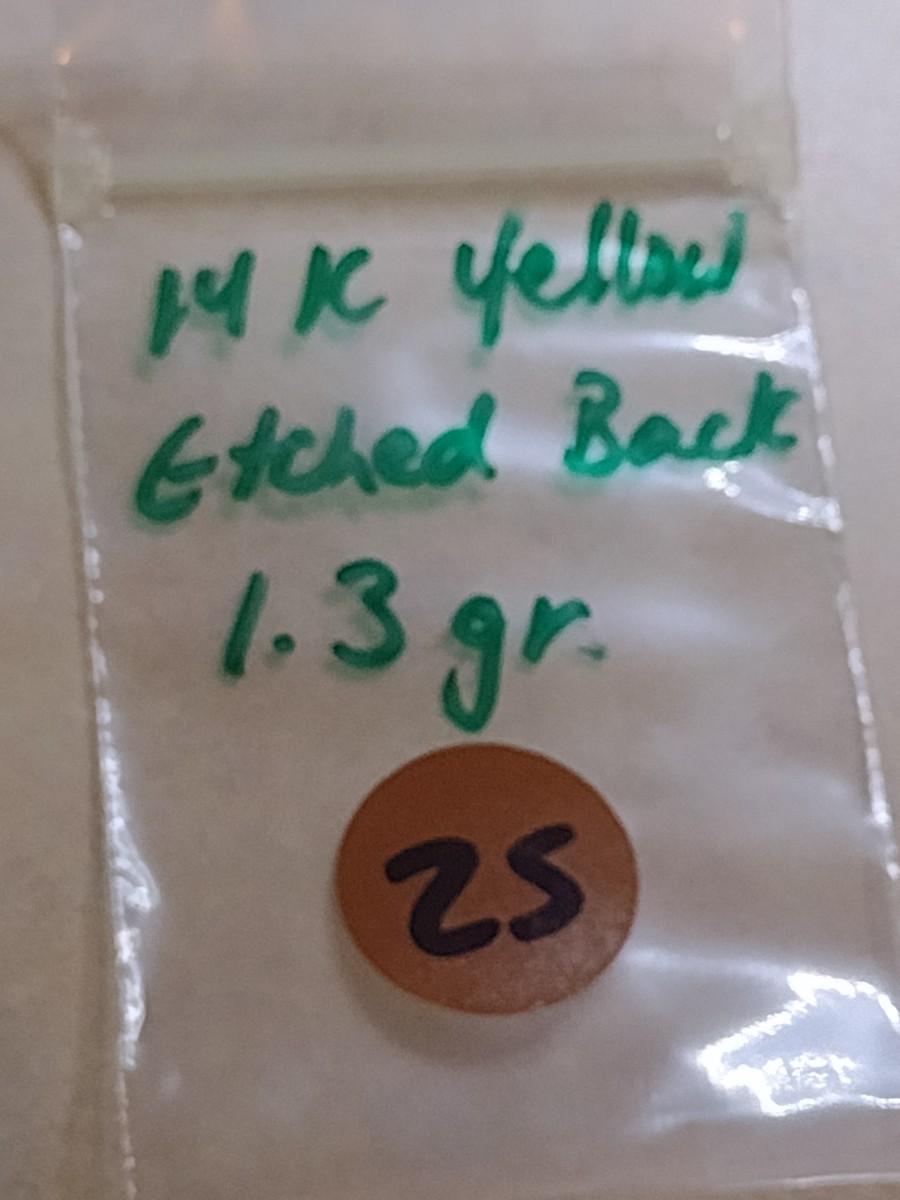 14 K yellow
Etched Back
1.3 gr.
25